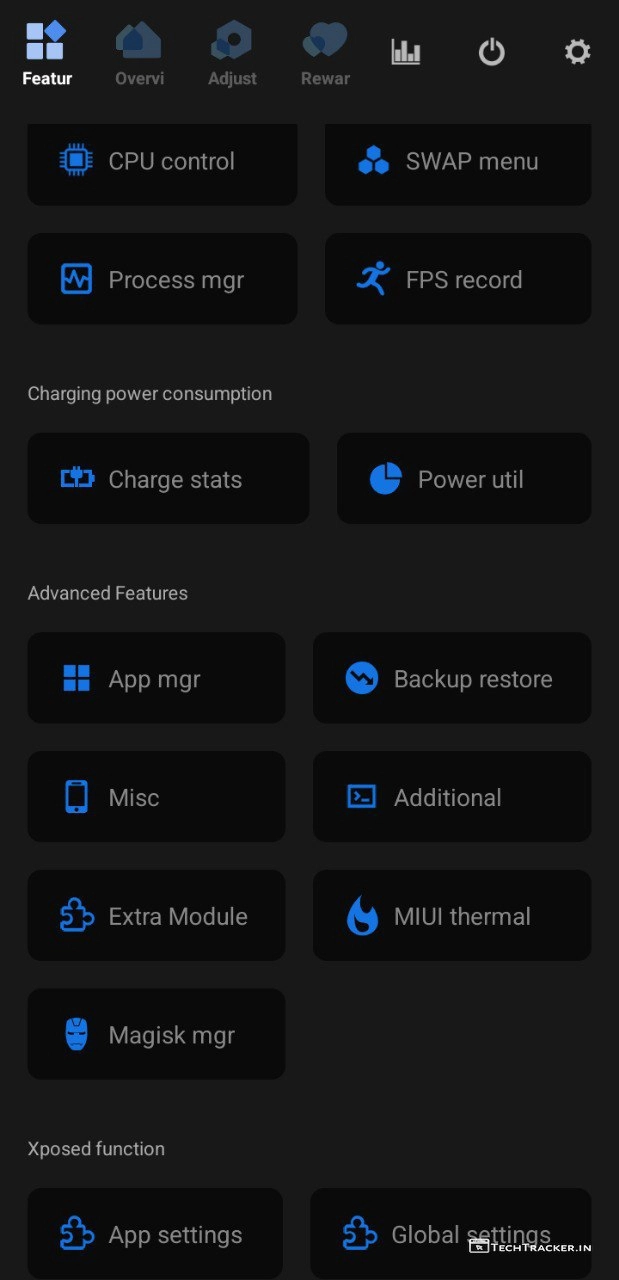 Featur Overvi Adjust Rewar
CPU control SWAP menu
Process mgr FPS record
Charging power consumption
Charge stats Power util
Advanced Features
App mgr Backup restore
Misc Additional
Extra Module MIUI thermal
Magisk mgr
Xposed function
App settings Global settings
TECHTRACKER.IN